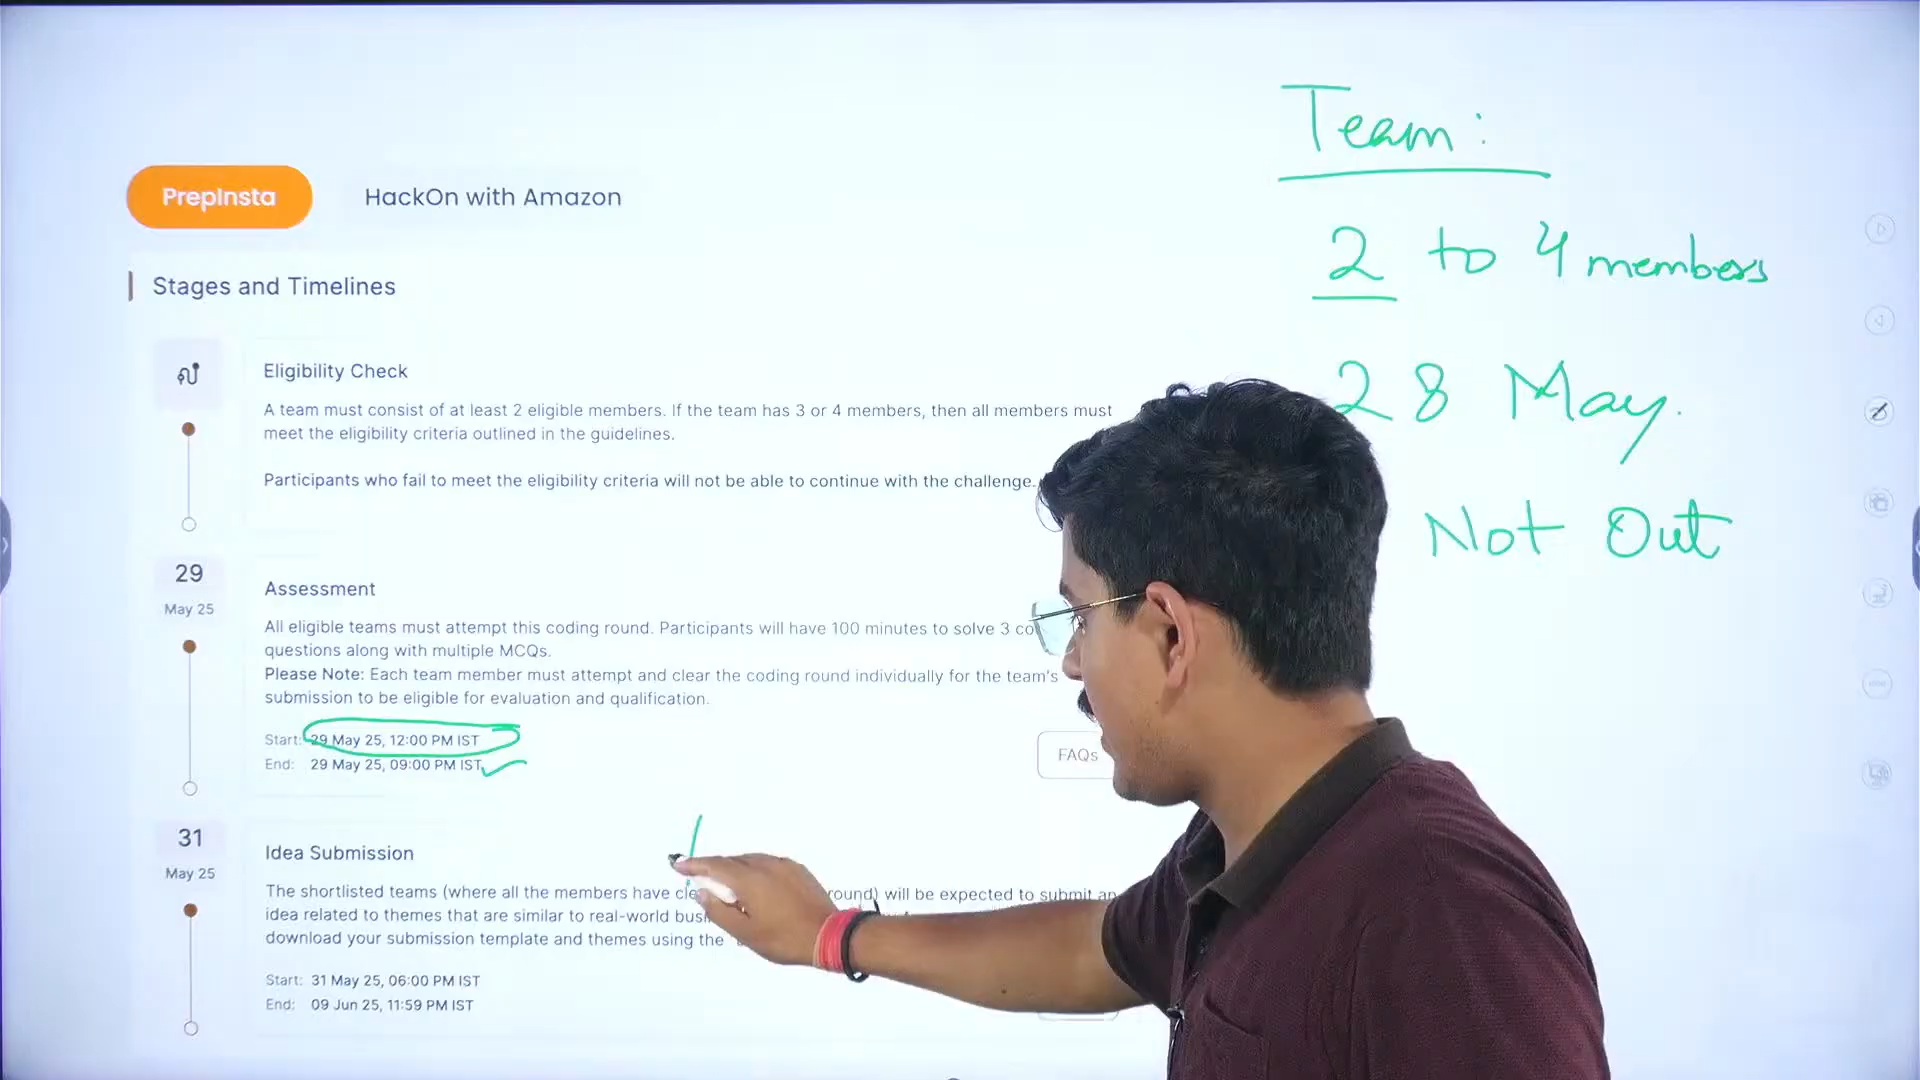 PrepInsta
HackOn with Amazon
Stages and Timelines
Eligibility Check
A team must consist of at least 2 eligible members. If the team has 3 or 4 members, then all members must
meet the eligibility criteria outlined in the guidelines.
Participants who fail to meet the eligibility criteria will not be able to continue with the challenge.
29
May 25
Assessment
All eligible teams must attempt this coding round. Participants will have 100 minutes to solve 3 co
questions along with multiple MCQs.
Please Note: Each team member must attempt and clear the coding round individually for the team's
submission to be eligible for evaluation and qualification.
Start: 29 May 25, 12:00 PM IST
End: 29 May 25, 09:00 PM IST
FAQs
31
May 25
Idea Submission
The shortlisted teams (where all the members have cle round) will be expected to submit an
idea related to themes that are similar to real-world busi
download your submission template and themes using the
Start: 31 May 25, 06:00 PM IST
End: 09 Jun 25, 11:59 PM IST
Team:
2 to 4 members
28 May.
Not Out